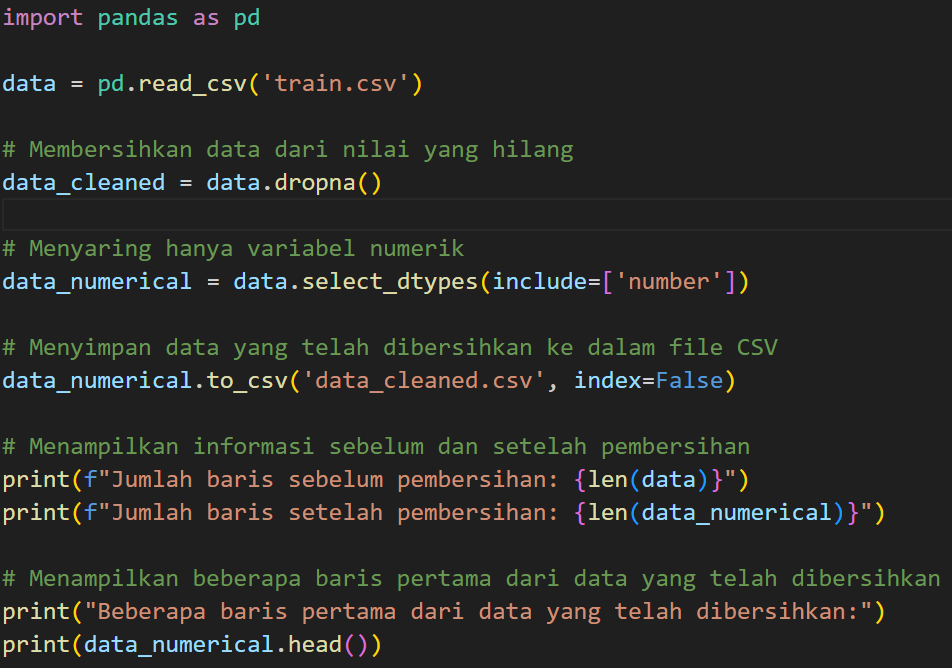 import pandas as pd
data = pd.read_csv('train.csv')
# Membersihkan data dari nilai yang hilang
data_cleaned = data.dropna()
# Menyaring hanya variabel numerik
data_numerical = data.select_dtypes(include=['number'])
# Menyimpan data yang telah dibersihkan ke dalam file CSV
data_numerical.to_csv('data_cleaned.csv', index=False)
# Menampilkan informasi sebelum dan setelah pembersihan
print(f"Jumlah baris sebelum pembersihan: {len(data)}")
print(f"Jumlah baris setelah pembersihan: {len(data_numerical)}")
# Menampilkan beberapa baris pertama dari data yang telah dibersihkan
print("Beberapa baris pertama dari data yang telah dibersihkan:")
print(data_numerical.head())